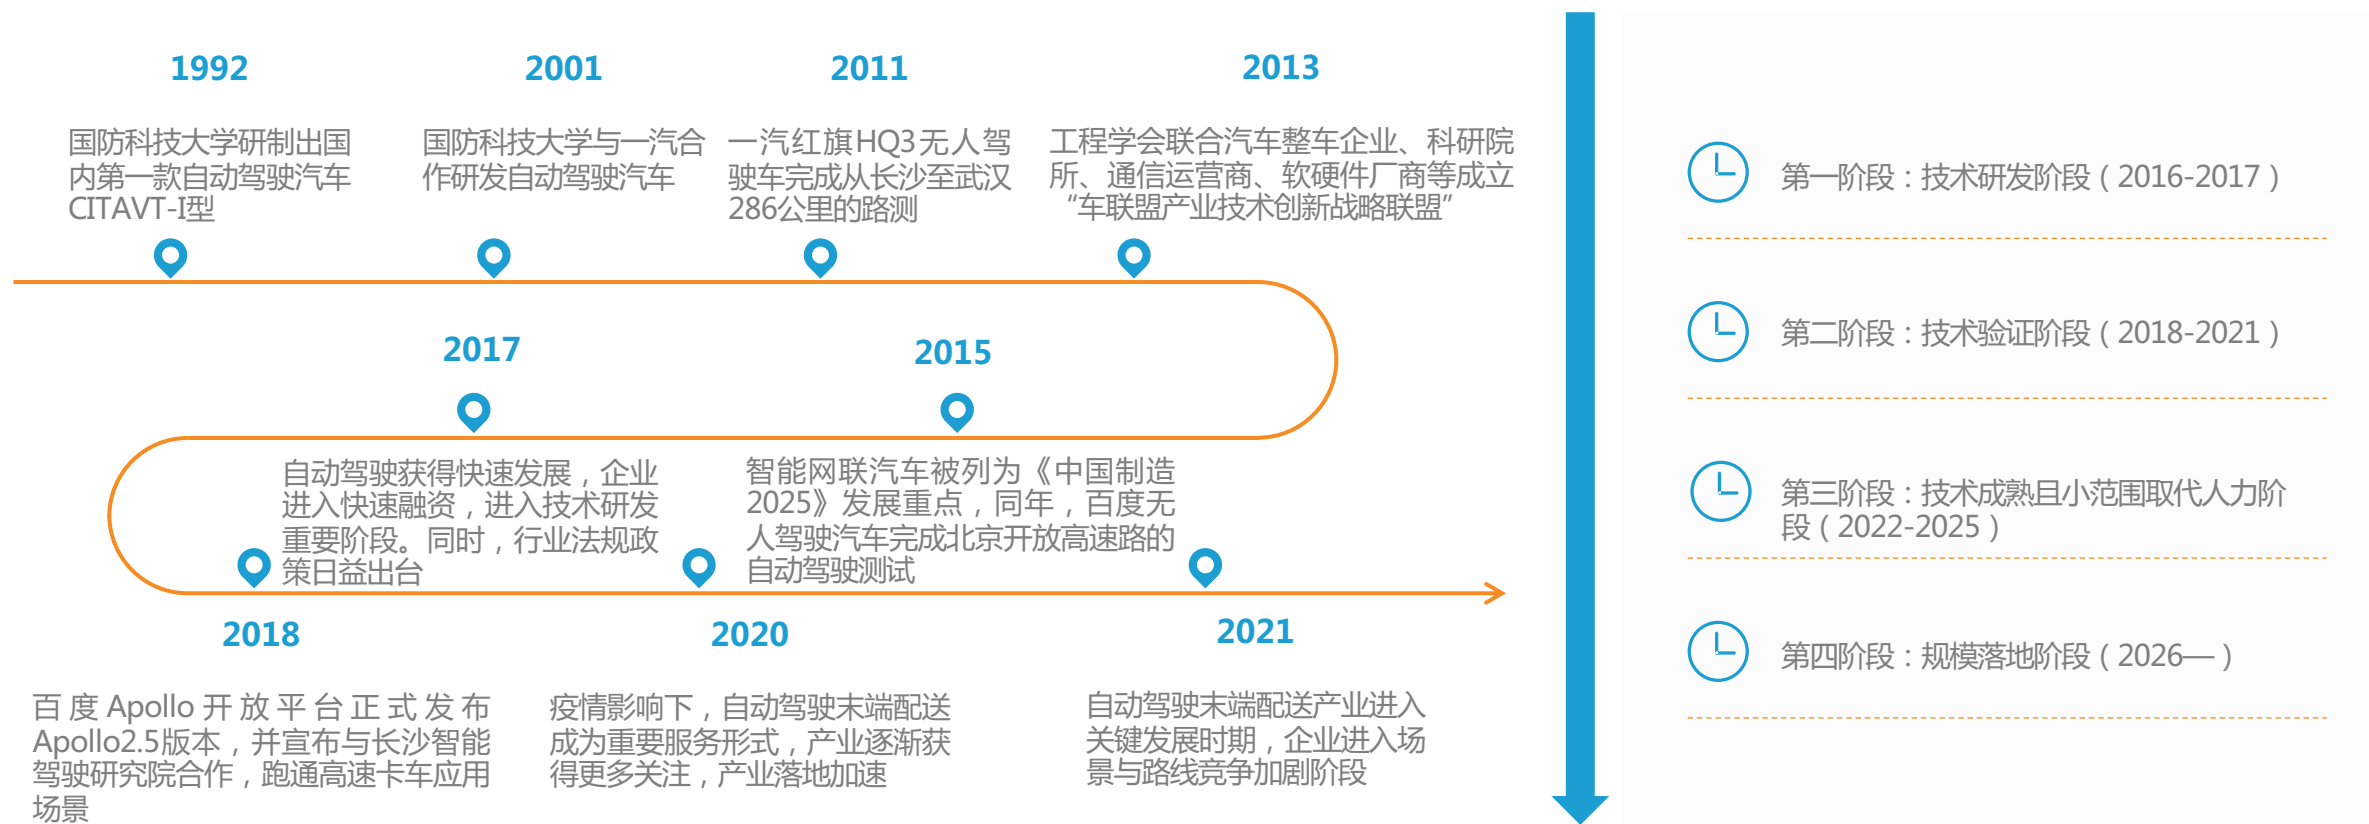 1992
国防科技大学研制出国
内第一款自动驾驶汽车
CITAVT-I型
2001
国防科技大学与一汽合
作研发自动驾驶汽车
2011
一汽红旗HQ3无人驾
驶车完成从长沙至武汉
286公里的路测
2013
工程学会联合汽车整车企业、科研院
所、通信运营商、软硬件厂商等成立
“车联盟产业技术创新战略联盟”
2017
自动驾驶获得快速发展，企业
进入快速融资，进入技术研发
重要阶段。同时，行业法规政
策日益出台
2015
智能网联汽车被列为《中国制造
2025》发展重点，同年，百度无
人驾驶汽车完成北京开放高速路的
自动驾驶测试
2018
百度Apollo开放平台正式发布
Apollo2.5版本，并宣布与长沙智能
驾驶研究院合作，跑通高速卡车应用
场景
2020
疫情影响下，自动驾驶末端配送
成为重要服务形式，产业逐渐获
得更多关注，产业落地加速
2021
自动驾驶末端配送产业进入
关键发展时期，企业进入场
景与路线竞争加剧阶段
第一阶段：技术研发阶段（2016-2017）
第二阶段：技术验证阶段（2018-2021）
第三阶段：技术成熟且小范围取代人力阶
段（2022-2025）
第四阶段：规模落地阶段（2026—）